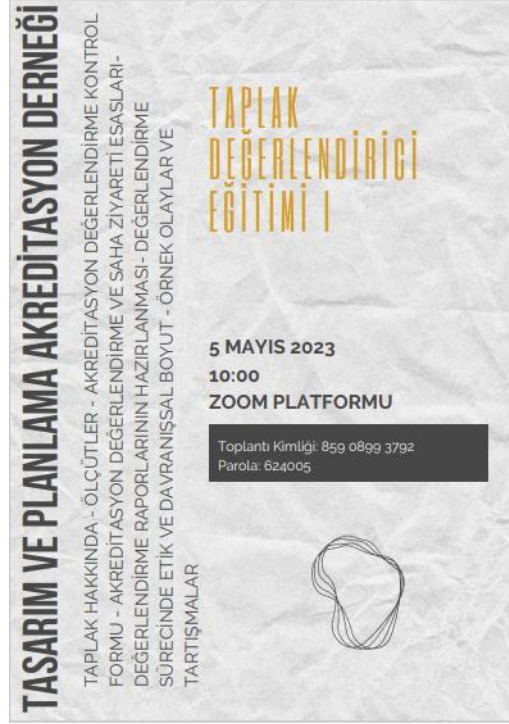 TASARIM VE PLANLAMA AKREDİTASYON DERNEĞİ
TAPLAK HAKKINDA - ÖLÇÜTLER - AKREDİTASYON DEĞERLENDİRME KONTROL
FORMU - AKREDİTASYON DEĞERLENDİRME VE SAHA ZİYARETİ ESASLARI-
DEĞERLENDİRME RAPORLARININ HAZIRLANMASI- DEĞERLENDİRME
SÜRECİNDE ETİK VE DAVRANIŞSAL BOYUT - ÖRNEK OLAYLAR VE
TARTIŞMALAR
TAPLAK
DEĞERLENDİRİCİ
EĞİTİMİ I
5 MAYIS 2023
10:00
ZOOM PLATFORMU
Toplantı Kimliği: 859 0899 3792
Parola: 624005